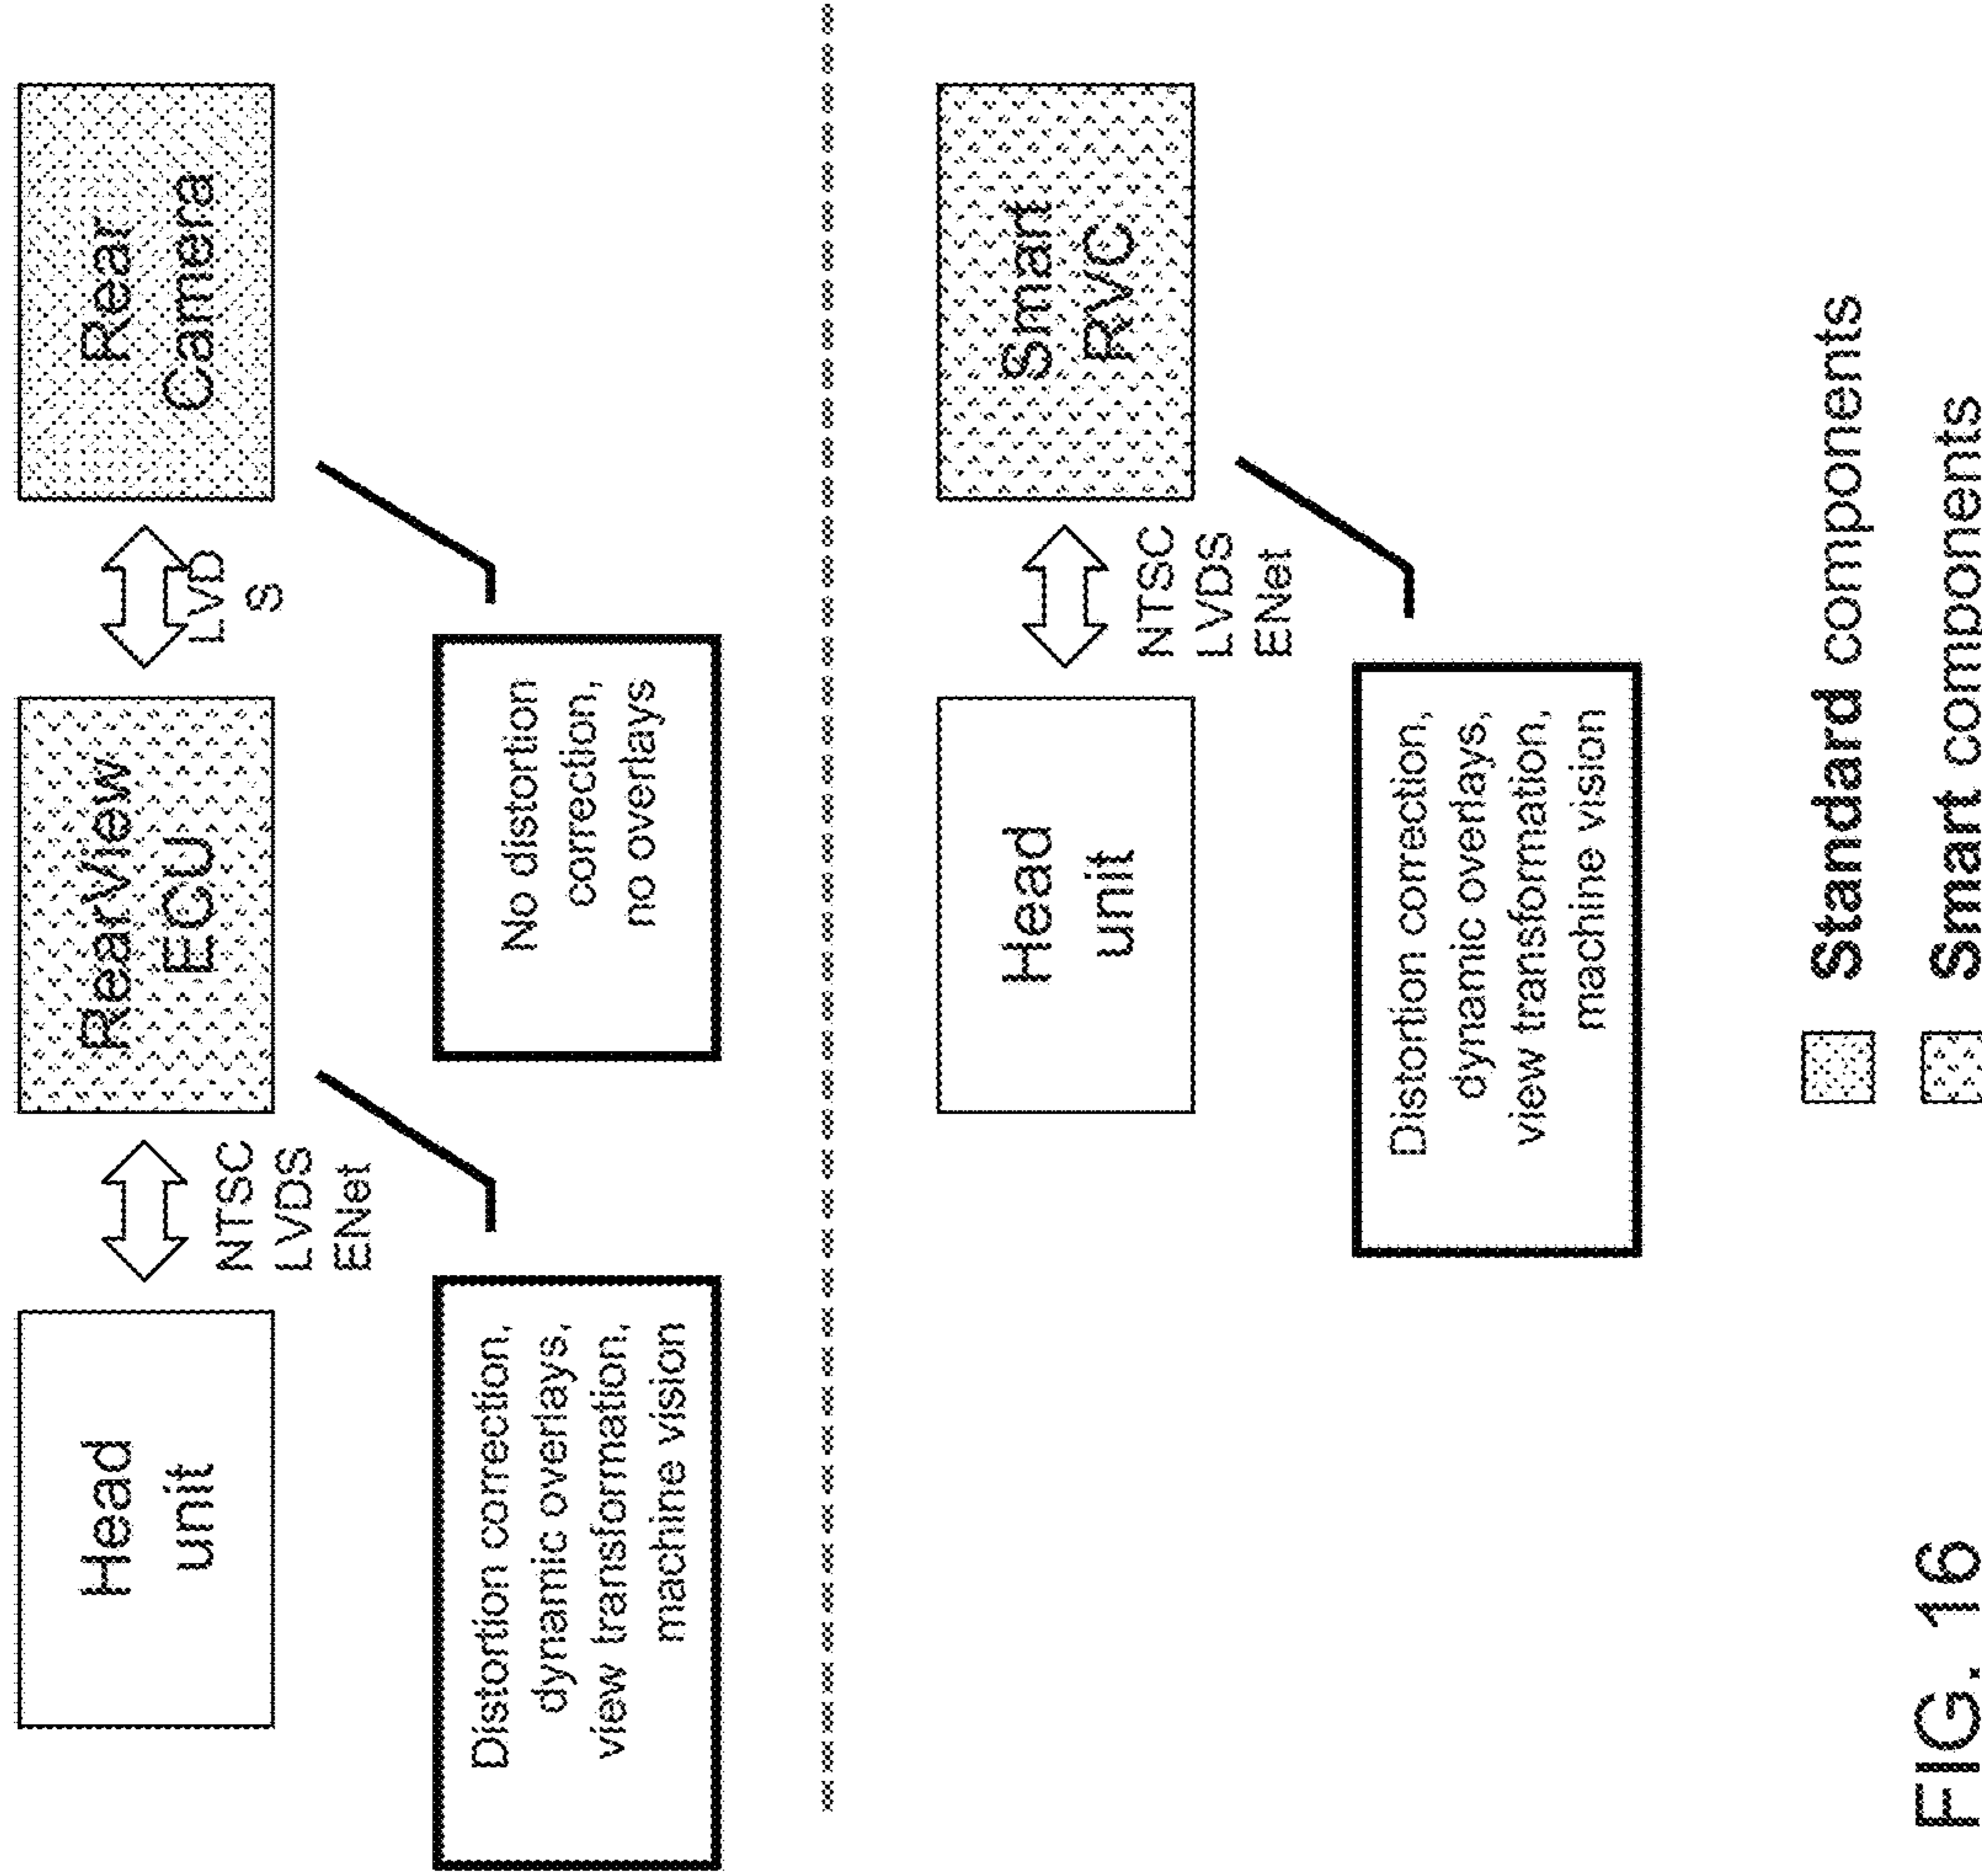 Head
unit
NTSC
LVDS
ENet
RearView
ECU
LVD
S
Rear
Camera
Distortion correction,
dynamic overlays,
view transformation,
machine vision
No distortion
correction,
no overlays
Head
unit
NTSC
LVDS
ENet
Smart
RVC
Distortion correction,
dynamic overlays,
view transformation,
machine vision
Standard components
Smart components
FIG. 16